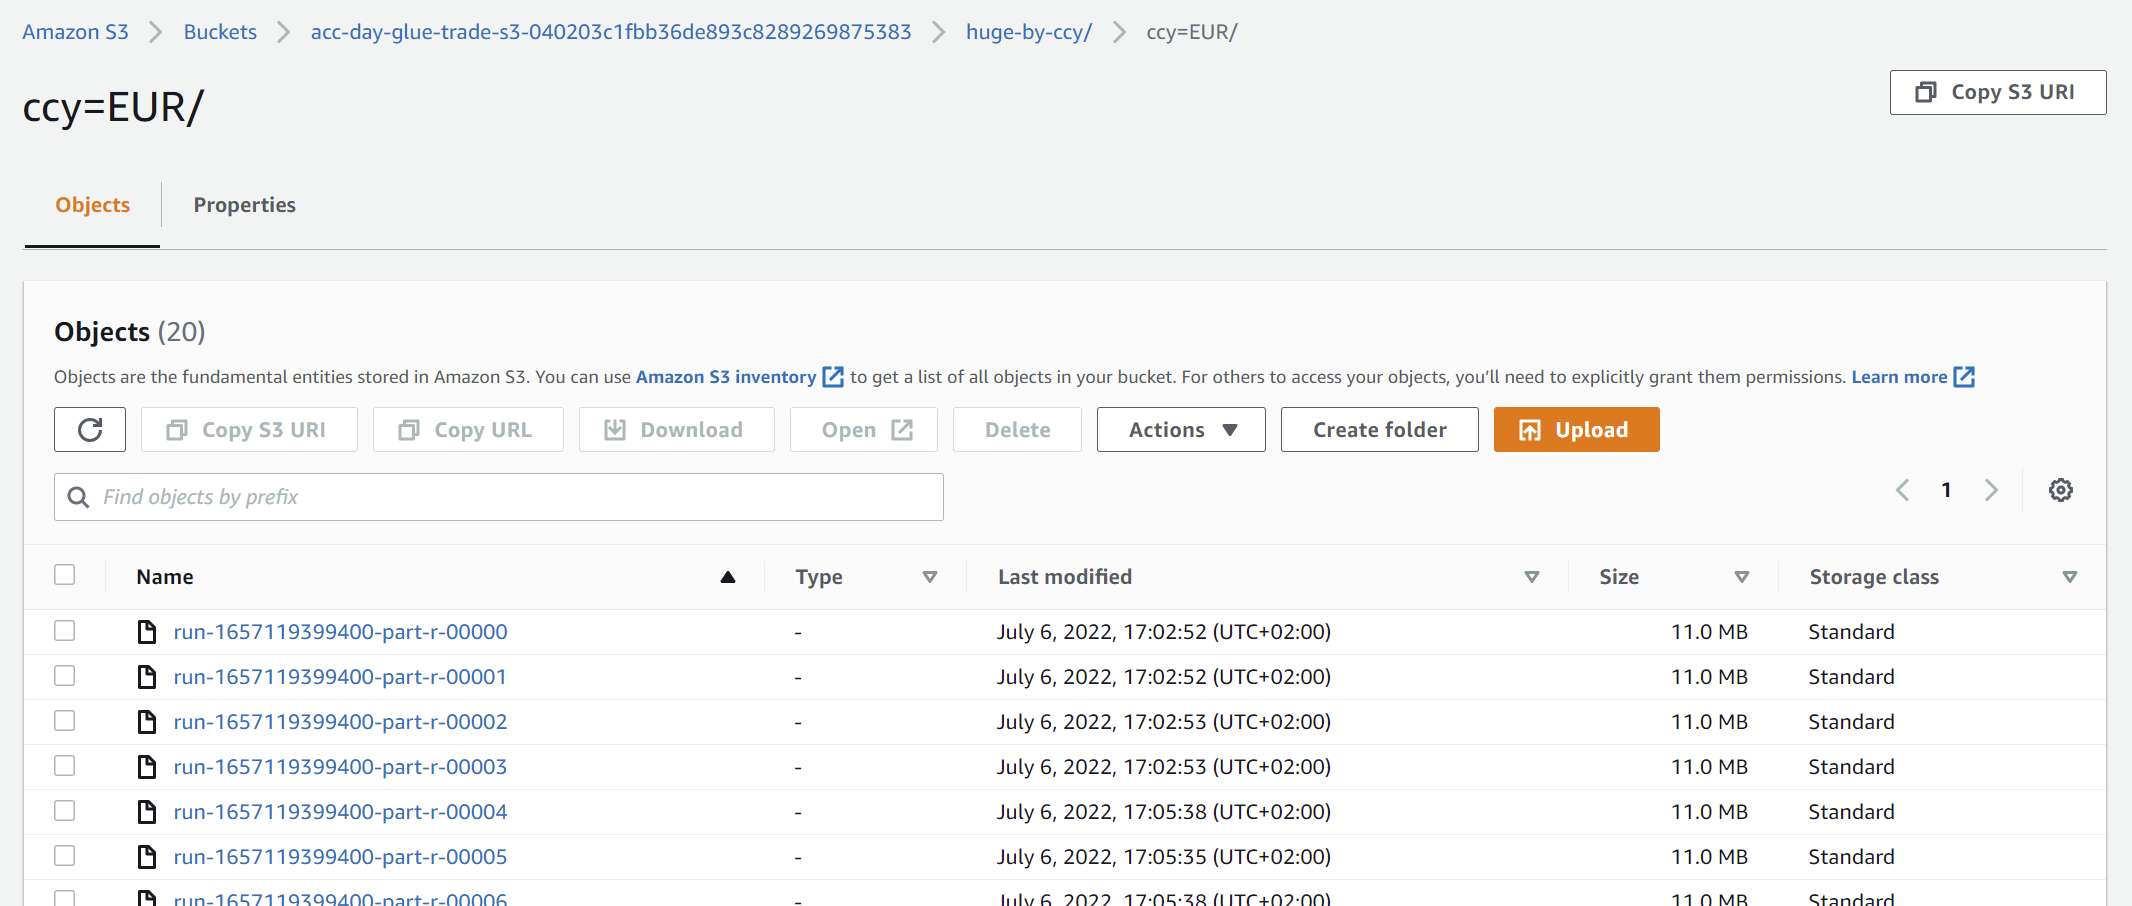 Amazon S3 Buckets acc-day-glue-trade-s3-040203c1fbb36de893c8289269875383 huge-by-ccy/ ccy=EUR/
ccy=EUR/
Copy S3 URI
Objects Properties
Objects (20)
Objects are the fundamental entities stored in Amazon S3. You can use Amazon S3 inventory to get a list of all objects in your bucket. For others to access your objects, you'll need to explicitly grant them permissions. Learn more
Copy S3 URI Copy URL Download Open Delete Actions Create folder Upload
Find objects by prefix 1
Name Type Last modified Size Storage class
run-1657119399400-part-r-00000 - July 6, 2022, 17:02:52 (UTC+02:00) 11.0 MB Standard
run-1657119399400-part-r-00001 - July 6, 2022, 17:02:52 (UTC+02:00) 11.0 MB Standard
run-1657119399400-part-r-00002 - July 6, 2022, 17:02:53 (UTC+02:00) 11.0 MB Standard
run-1657119399400-part-r-00003 - July 6, 2022, 17:02:53 (UTC+02:00) 11.0 MB Standard
run-1657119399400-part-r-00004 - July 6, 2022, 17:05:38 (UTC+02:00) 11.0 MB Standard
run-1657119399400-part-r-00005 - July 6, 2022, 17:05:35 (UTC+02:00) 11.0 MB Standard
run-1657119399400-part-r-00006 - July 6, 2022, 17:05:38 (UTC+02:00) 11.0 MB Standard